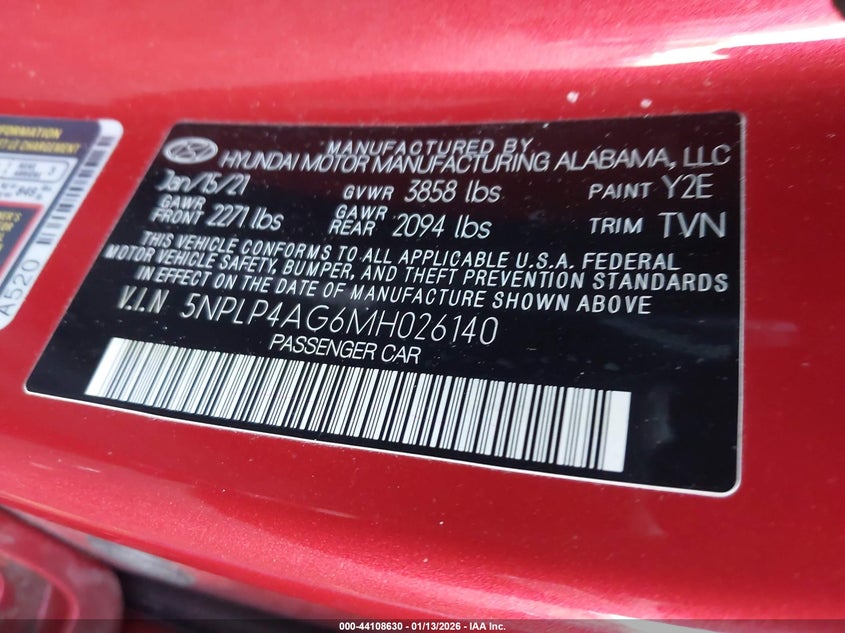 MANUFACTURED BY
HYUNDAI MOTOR MANUFACTURING ALABAMA, LLC
Jan/15/21 GVWR 3858 lbs PAINT Y2E
GAWR FRONT 2271 lbs GAWR REAR 2094 lbs TRIM TVN
THIS VEHICLE CONFORMS TO ALL APPLICABLE U.S.A. FEDERAL
MOTOR VEHICLE SAFETY, BUMPER, AND THEFT PREVENTION STANDARDS
IN EFFECT ON THE DATE OF MANUFACTURE SHOWN ABOVE
V.I.N 5NPLP4AG6MH026140
PASSENGER CAR
A520
000-44108630 - 01/13/2026 - IAA Inc.